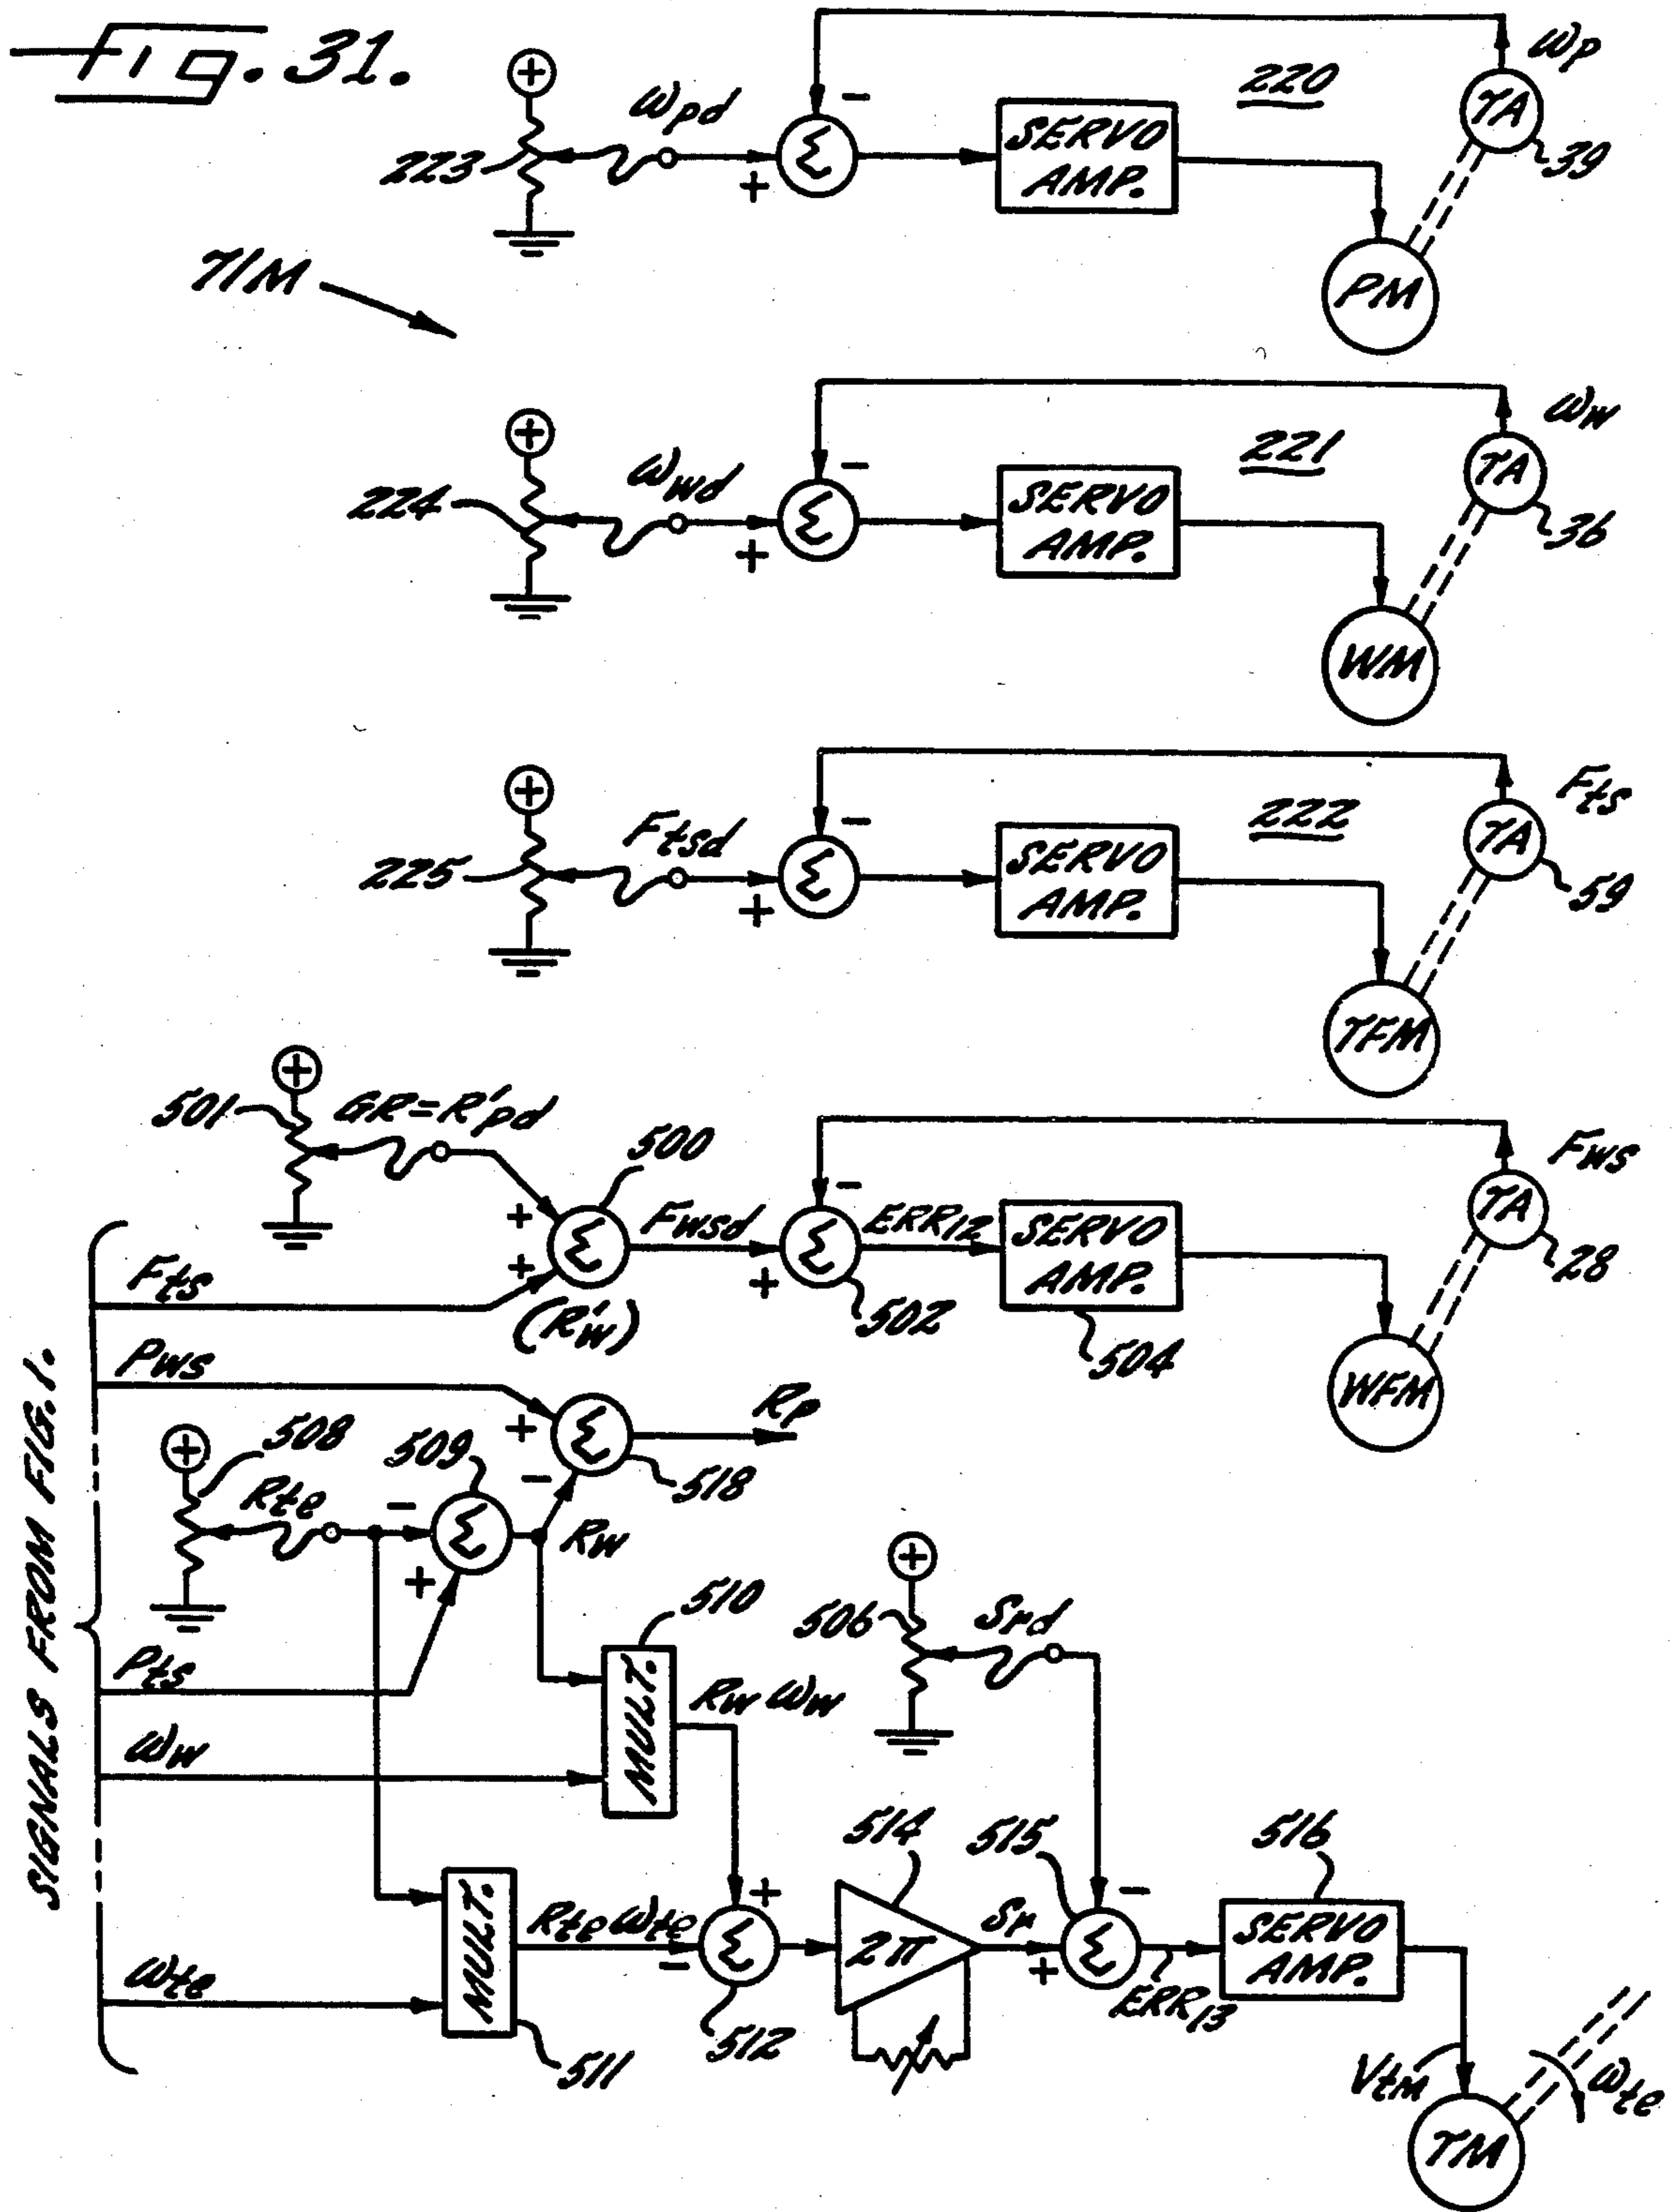 Fig. 31.
ωp
220
ωpd
TA
Σ
SERVO
AMP.
223
39
+
-
PM
71M
ωw
221
ωwd
TA
Σ
SERVO
AMP.
224
36
+
-
WM
Fts
222
Ftsd
TA
Σ
SERVO
AMP.
225
59
+
-
TFM
501
GR=R'pd
500
Fws
TA
Fwsd
ERR12
SERVO
AMP.
Σ
Σ
+
+
-
+
28
Fts
(R'w)
502
504
WFM
Pws
Rp
Σ
+
-
518
508
509
Rte
Σ
-
+
Rw
510
506
Srd
Pts
MULT.
Rw ωw
ωw
514
515
516
MULT.
Rte ωte
Σ
+
-
2π
Sr
Σ
-
+
SERVO
AMP.
ωte
ERR13
512
511
VtM
ωte
TM
SIGNALS FROM FIG. 1.